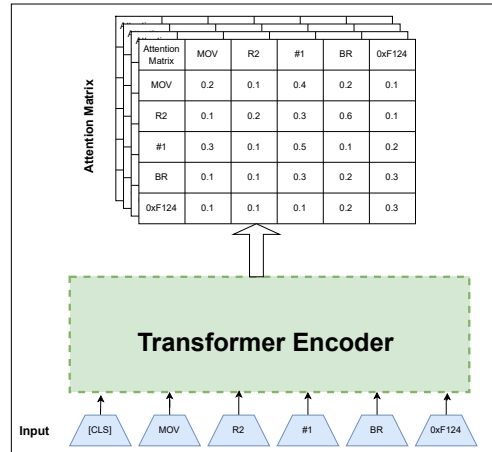 Attention Matrix
Attention Matrix MOV R2 #1 BR 0xF124
MOV 0.2 0.1 0.4 0.2 0.1
R2 0.1 0.2 0.3 0.6 0.1
#1 0.3 0.1 0.5 0.1 0.2
BR 0.1 0.1 0.3 0.2 0.3
0xF124 0.1 0.1 0.1 0.2 0.3
Transformer Encoder
Input [CLS] MOV R2 #1 BR 0xF124